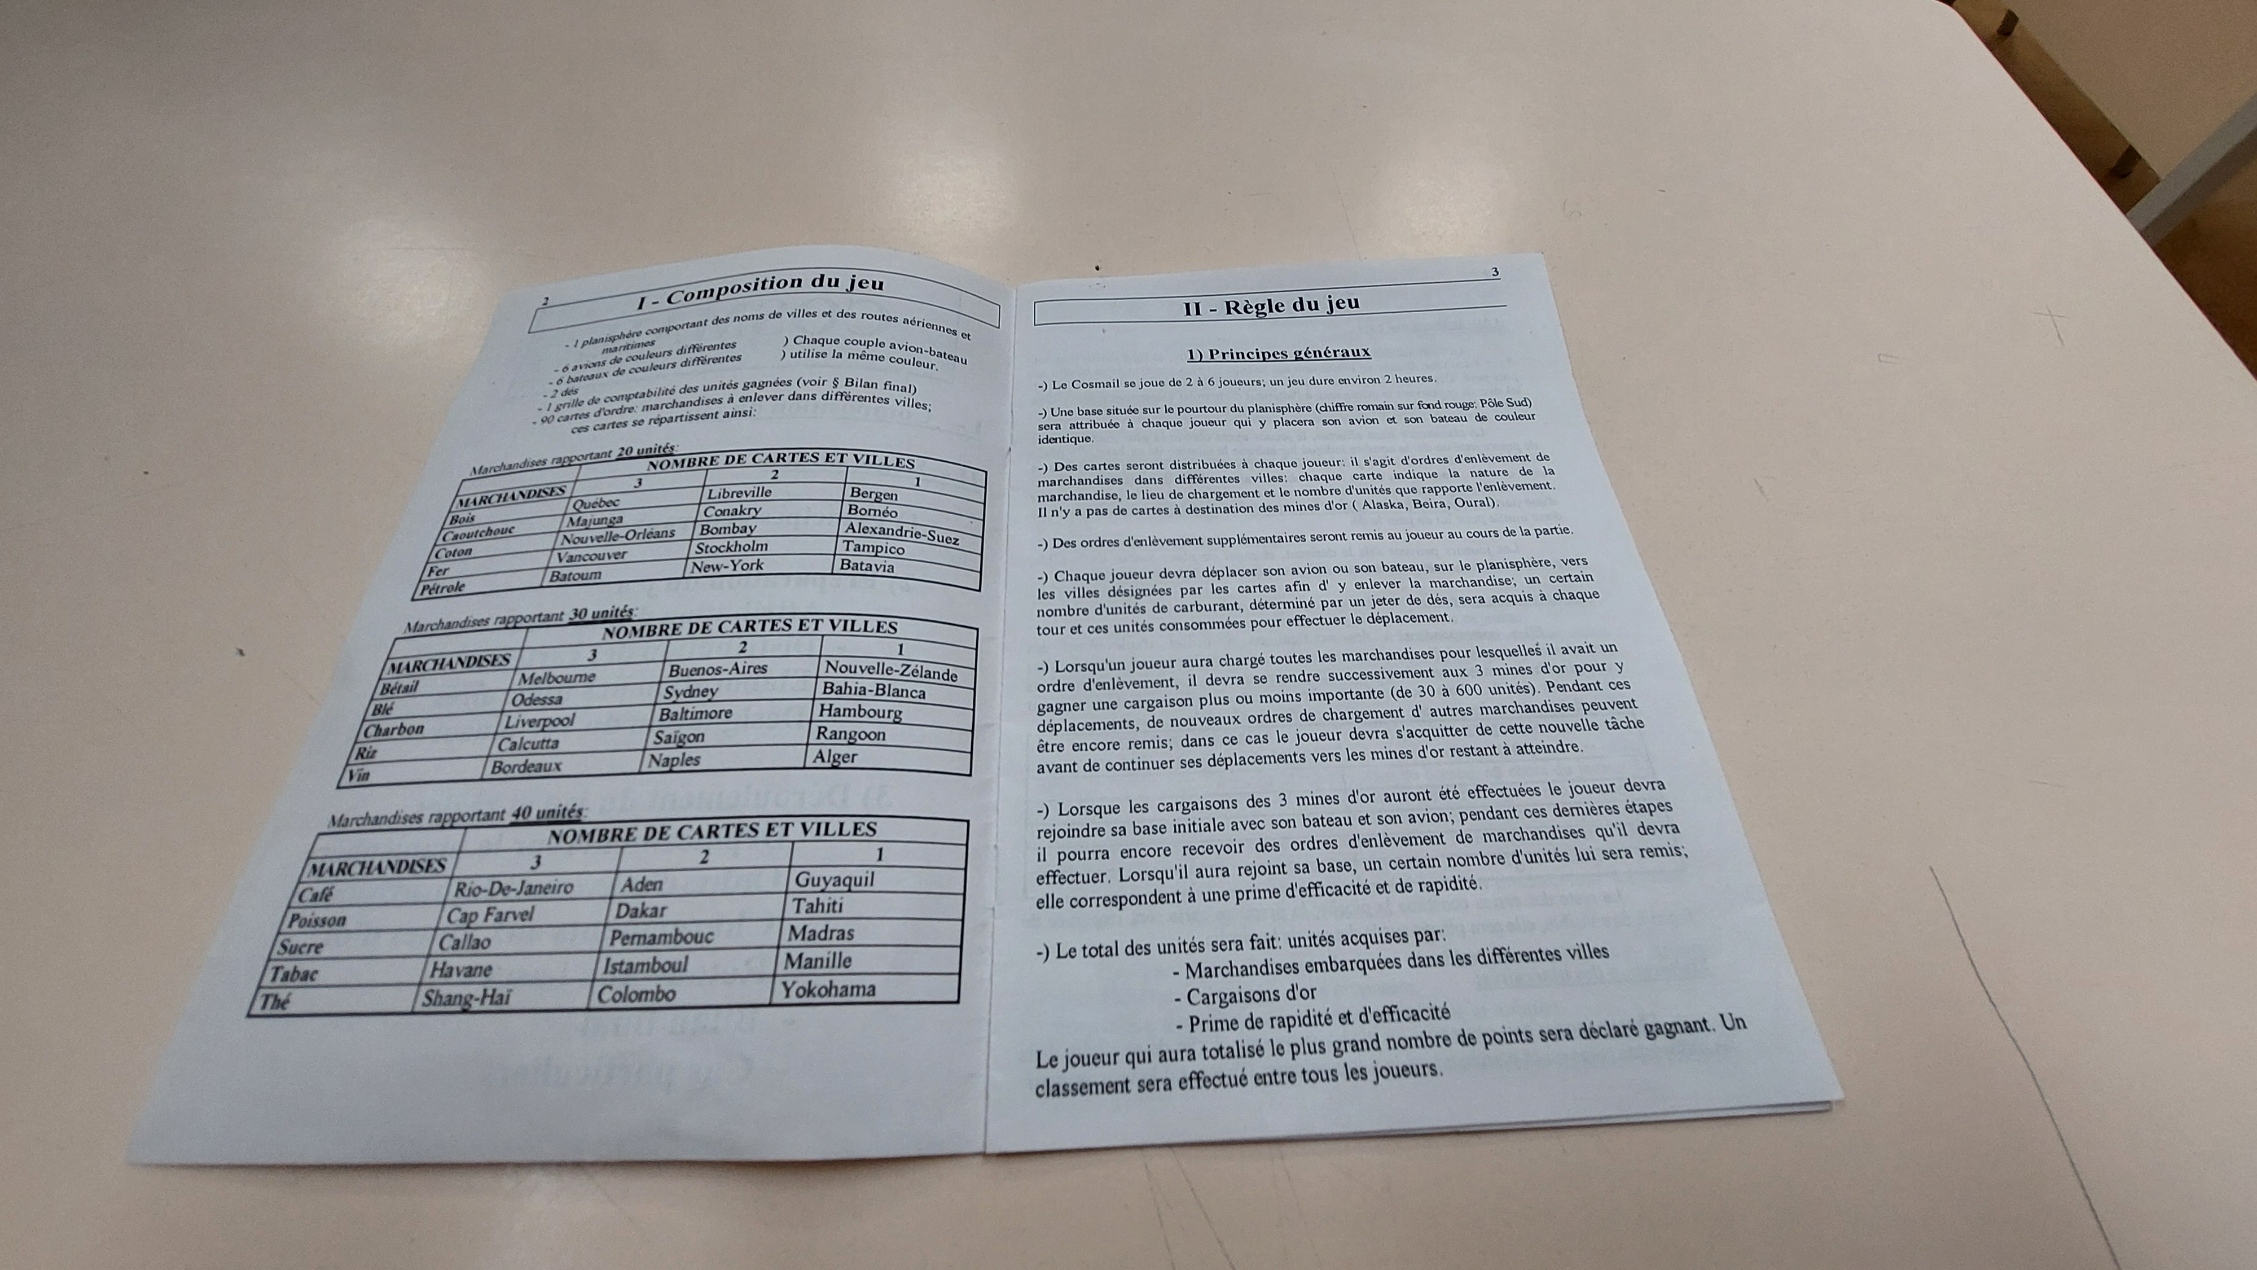 2
I - Composition du jeu
- 1 planisphère comportant des noms de villes et des routes aériennes et
maritimes
- 6 avions de couleurs différentes ) Chaque couple avion-bateau
- 6 bateaux de couleurs différentes ) utilise la même couleur.
- 2 dés
- 1 grille de comptabilité des unités gagnées (voir § Bilan final)
- 90 cartes d'ordre: marchandises à enlever dans différentes villes;
ces cartes se répartissent ainsi:
Marchandises rapportant 20 unités:
NOMBRE DE CARTES ET VILLES
MARCHANDISES 3 2 1
Bois Québec Libreville Bergen
Caoutchouc Majunga Conakry Bornéo
Coton Nouvelle-Orléans Bombay Alexandrie-Suez
Fer Vancouver Stockholm Tampico
Pétrole Batoum New-York Batavia
Marchandises rapportant 30 unités:
NOMBRE DE CARTES ET VILLES
MARCHANDISES 3 2 1
Bétail Melbourne Buenos-Aires Nouvelle-Zélande
Blé Odessa Sydney Bahia-Blanca
Charbon Liverpool Baltimore Hambourg
Riz Calcutta Saïgon Rangoon
Vin Bordeaux Naples Alger
Marchandises rapportant 40 unités:
NOMBRE DE CARTES ET VILLES
MARCHANDISES 3 2 1
Café Rio-De-Janeiro Aden Guyaquil
Poisson Cap Farvel Dakar Tahiti
Sucre Callao Pernambouc Madras
Tabac Havane Istamboul Manille
Thé Shang-Haï Colombo Yokohama
3
II - Règle du jeu
1) Principes généraux
-) Le Cosmail se joue de 2 à 6 joueurs; un jeu dure environ 2 heures.
-) Une base située sur le pourtour du planisphère (chiffre romain sur fond rouge; Pôle Sud)
sera attribuée à chaque joueur qui y placera son avion et son bateau de couleur
identique.
-) Des cartes seront distribuées à chaque joueur: il s'agit d'ordres d'enlèvement de
marchandises dans différentes villes; chaque carte indique la nature de la
marchandise, le lieu de chargement et le nombre d'unités que rapporte l'enlèvement.
Il n'y a pas de cartes à destination des mines d'or ( Alaska, Beira, Oural).
-) Des ordres d'enlèvement supplémentaires seront remis au joueur au cours de la partie.
-) Chaque joueur devra déplacer son avion ou son bateau, sur le planisphère, vers
les villes désignées par les cartes afin d' y enlever la marchandise; un certain
nombre d'unités de carburant, déterminé par un jeter de dés, sera acquis à chaque
tour et ces unités consommées pour effectuer le déplacement.
-) Lorsqu'un joueur aura chargé toutes les marchandises pour lesquelles il avait un
ordre d'enlèvement, il devra se rendre successivement aux 3 mines d'or pour y
gagner une cargaison plus ou moins importante (de 30 à 600 unités). Pendant ces
déplacements, de nouveaux ordres de chargement d' autres marchandises peuvent
être encore remis; dans ce cas le joueur devra s'acquitter de cette nouvelle tâche
avant de continuer ses déplacements vers les mines d'or restant à atteindre.
-) Lorsque les cargaisons des 3 mines d'or auront été effectuées le joueur devra
rejoindre sa base initiale avec son bateau et son avion; pendant ces dernières étapes
il pourra encore recevoir des ordres d'enlèvement de marchandises qu'il devra
effectuer. Lorsqu'il aura rejoint sa base, un certain nombre d'unités lui sera remis;
elle correspondent à une prime d'efficacité et de rapidité.
-) Le total des unités sera fait: unités acquises par:
- Marchandises embarquées dans les différentes villes
- Cargaisons d'or
- Prime de rapidité et d'efficacité
Le joueur qui aura totalisé le plus grand nombre de points sera déclaré gagnant. Un
classement sera effectué entre tous les joueurs.